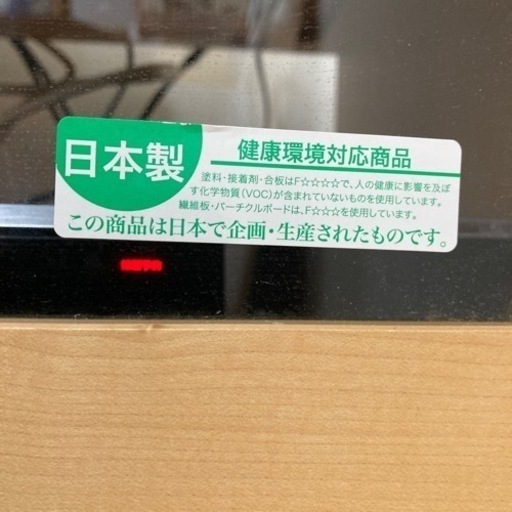 日本製
健康環境対応商品
塗料・接着剤・合板はF☆☆☆☆で、人の健康に影響を及ぼ
す化学物質(VOC)が含まれていないものを使用しています。
繊維板・パーチクルボードは、F☆☆☆を使用しています。
この商品は日本で企画・生産されたものです。